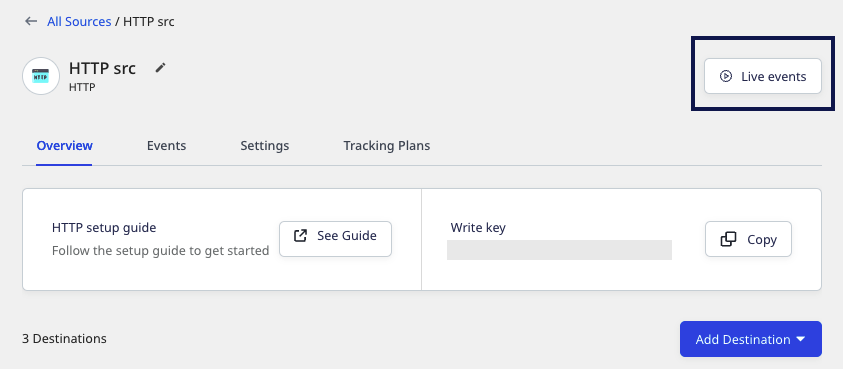 All Sources / HTTP src
HTTP
HTTP src
HTTP
Live events
Overview
Events
Settings
Tracking Plans
HTTP setup guide
Follow the setup guide to get started
See Guide
Write key
Copy
3 Destinations
Add Destination